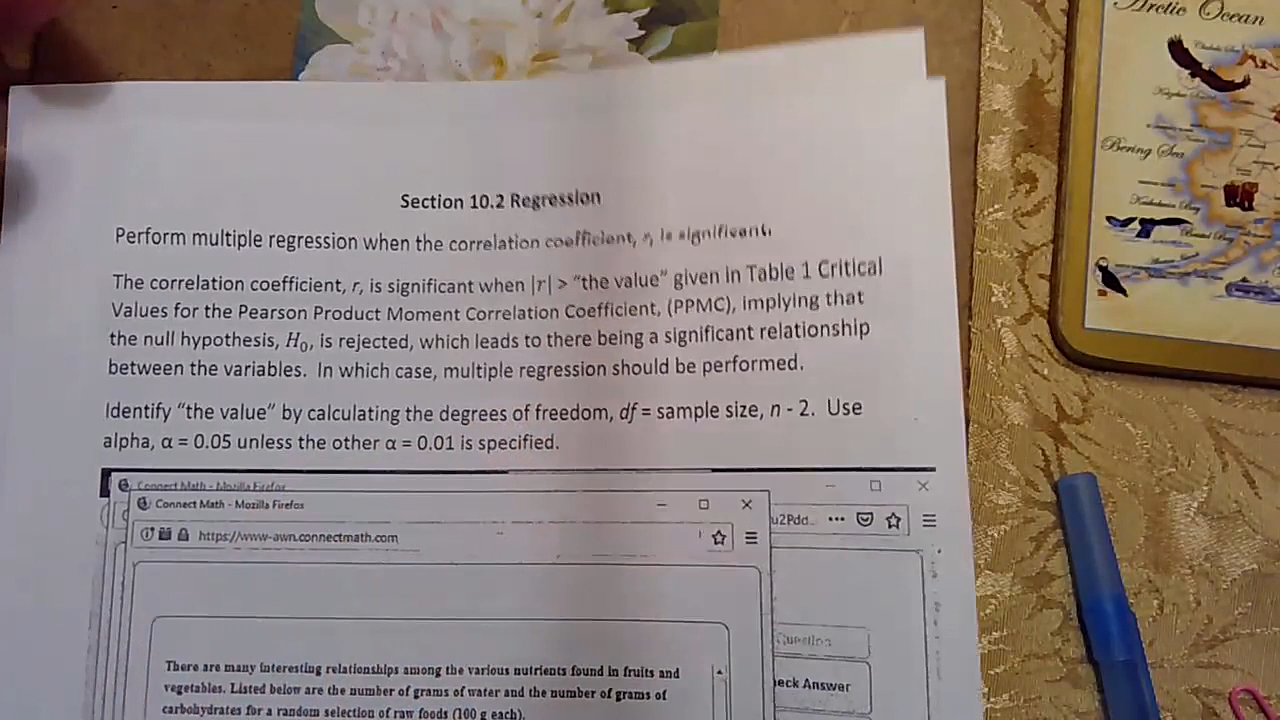 Section 10.2 Regression
Perform multiple regression when the correlation coefficient, r, is significant.
The correlation coefficient, r, is significant when |r| > "the value" given in Table 1 Critical
Values for the Pearson Product Moment Correlation Coefficient, (PPMC), implying that
the null hypothesis, H₀, is rejected, which leads to there being a significant relationship
between the variables. In which case, multiple regression should be performed.
Identify "the value" by calculating the degrees of freedom, df = sample size, n - 2. Use
alpha, α = 0.05 unless the other α = 0.01 is specified.
Connect Math - Mozilla Firefox
Connect Math - Mozilla Firefox
u2Pdd...
https://www-awn.connectmath.com
Question
eck Answer
There are many interesting relationships among the various nutrients found in fruits and
vegetables. Listed below are the number of grams of water and the number of grams of
carbohydrates for a random selection of raw foods (100 g each).
Arctic Ocean
Bering Sea